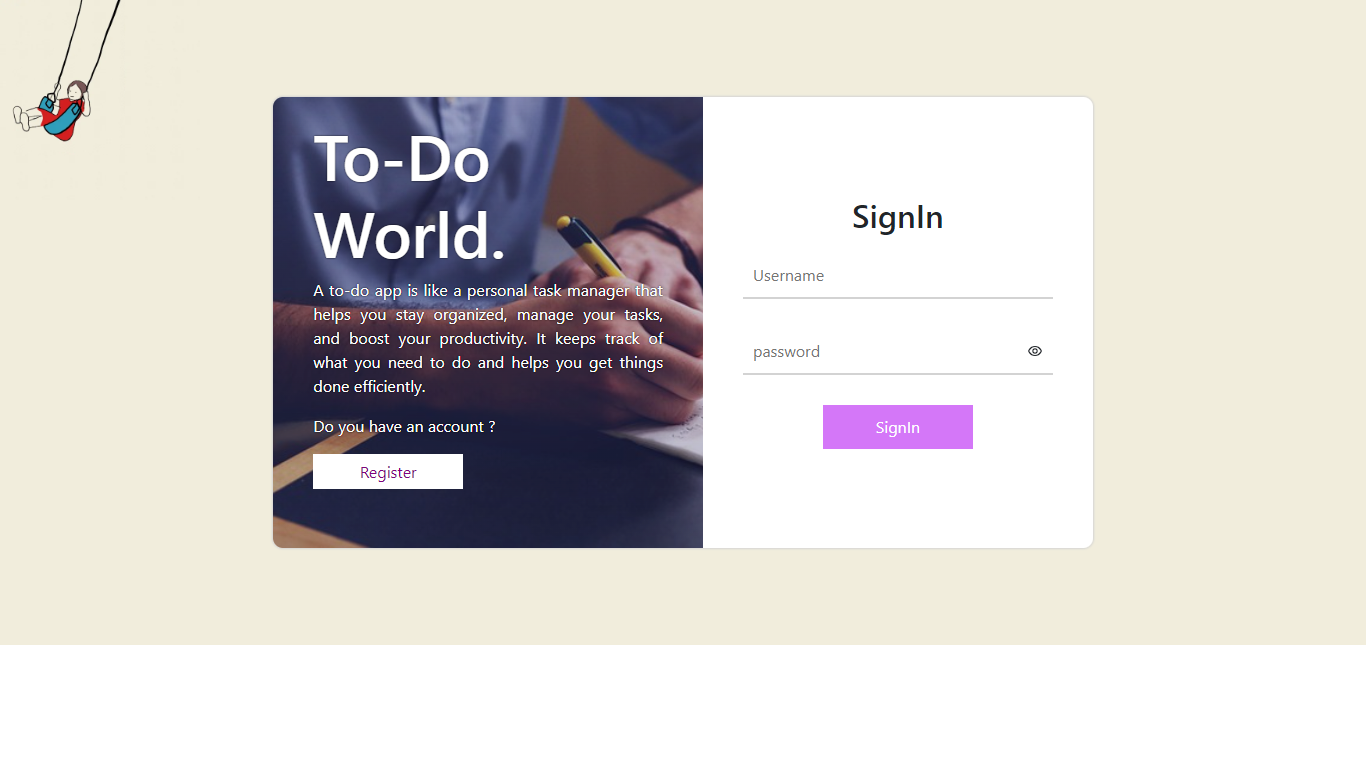 To-Do
World.
A to-do app is like a personal task manager that
helps you stay organized, manage your tasks,
and boost your productivity. It keeps track of
what you need to do and helps you get things
done efficiently.
Do you have an account ?
Register
SignIn
Username
password
SignIn